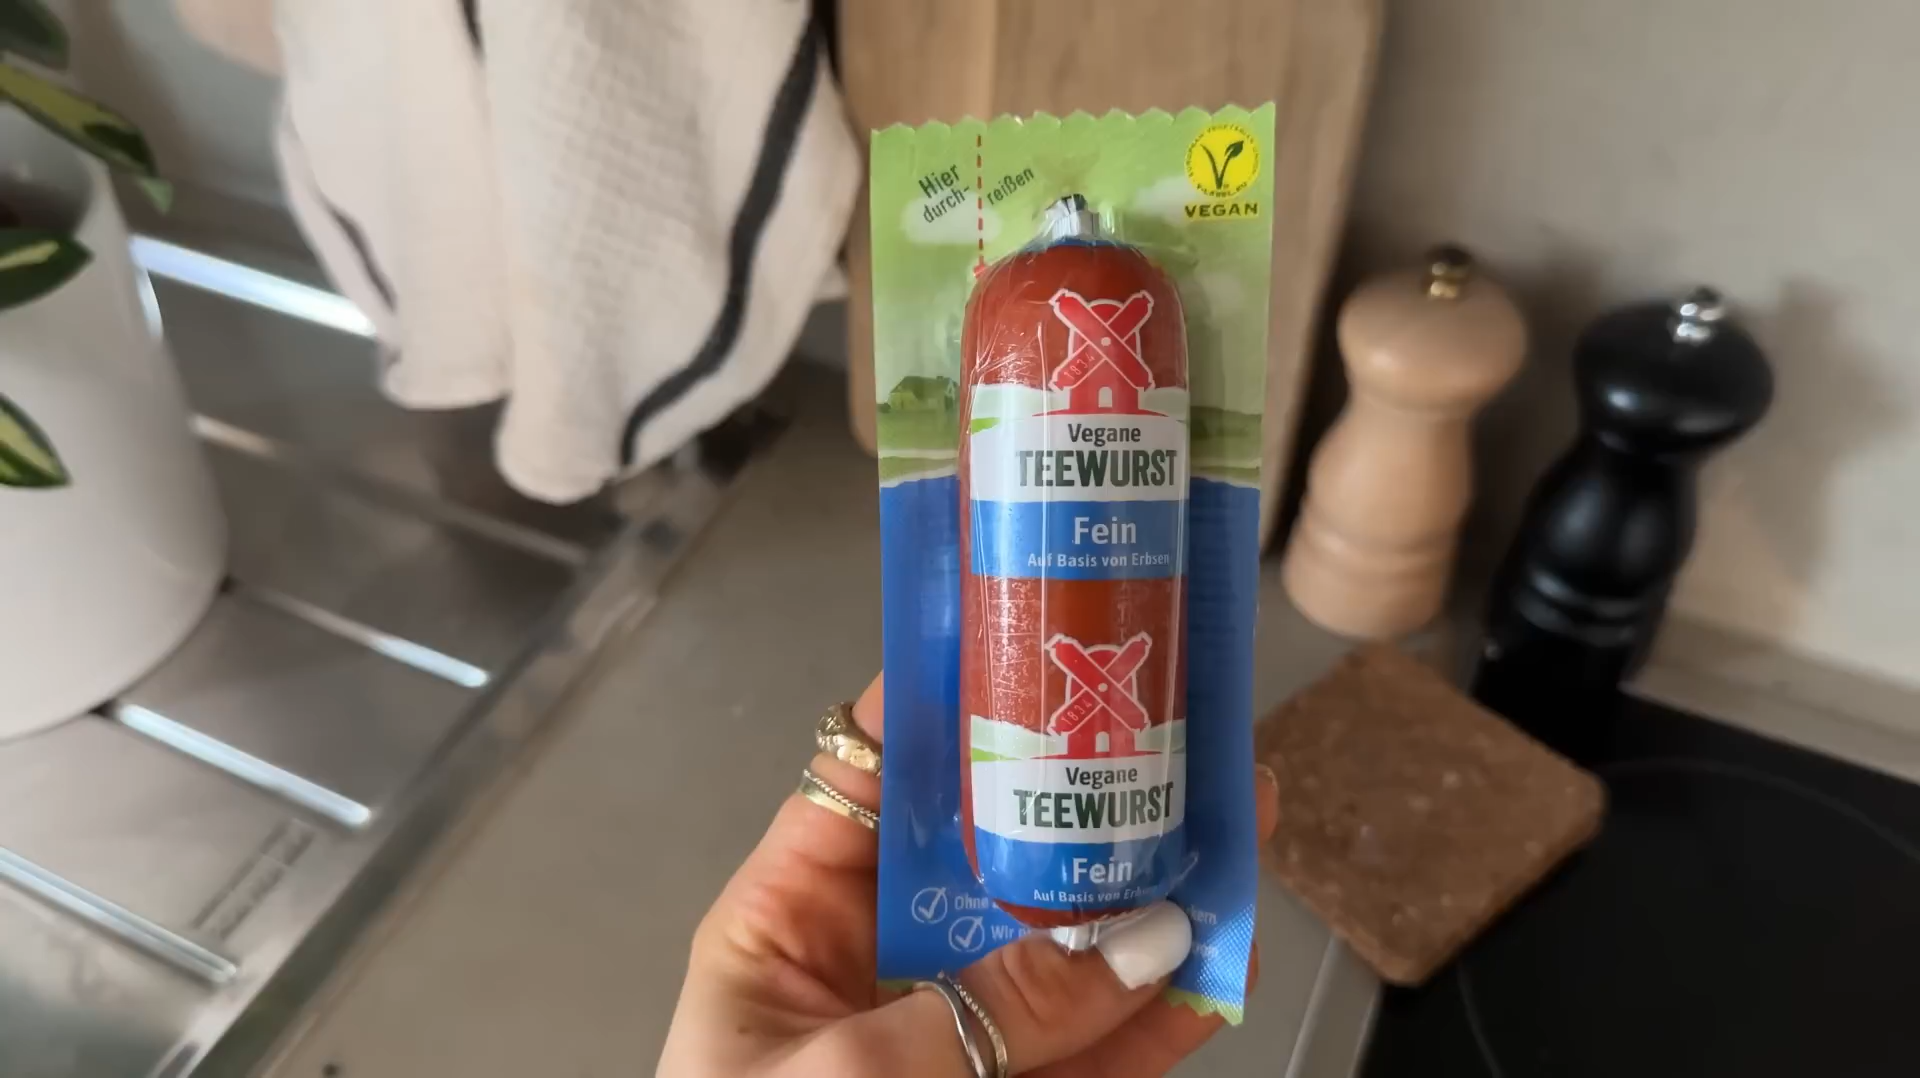 Hier
durch-
reißen
VEGAN
1834
Vegane
TEEWURST
Fein
Auf Basis von Erbsen
1834
Vegane
TEEWURST
Fein
Auf Basis von
Ohne
Wir